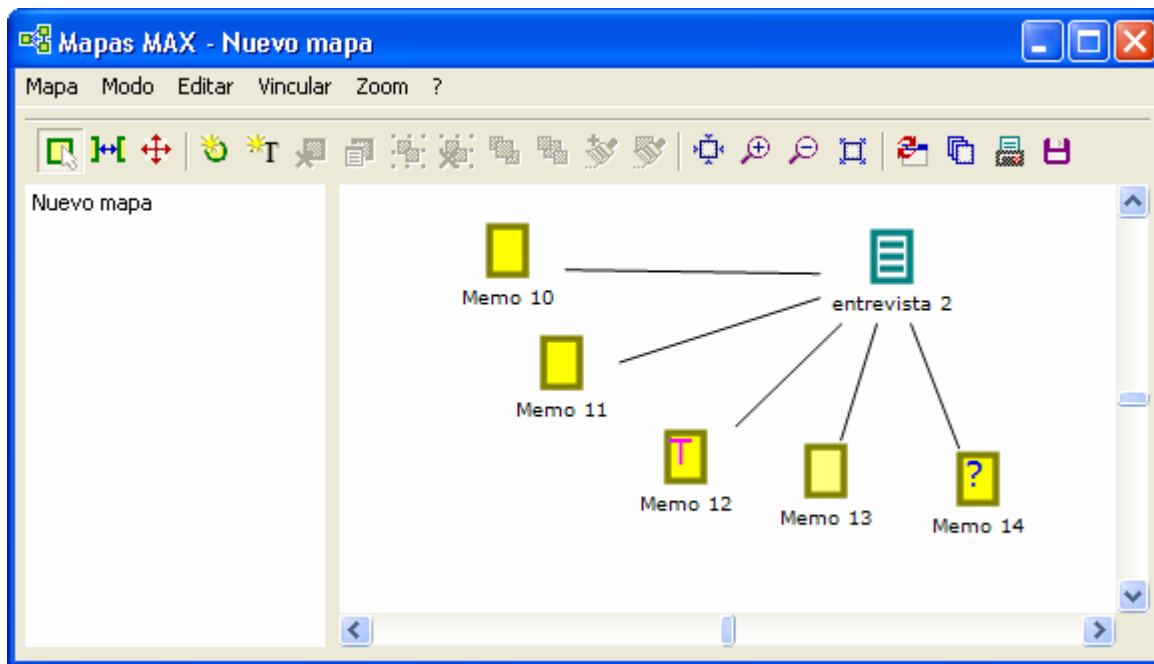 Mapas MAX - Nuevo mapa
Mapa Modo Editar Vincular Zoom ?
T
Nuevo mapa
Memo 10
entrevista 2
Memo 11
T
Memo 12
Memo 13
?
Memo 14